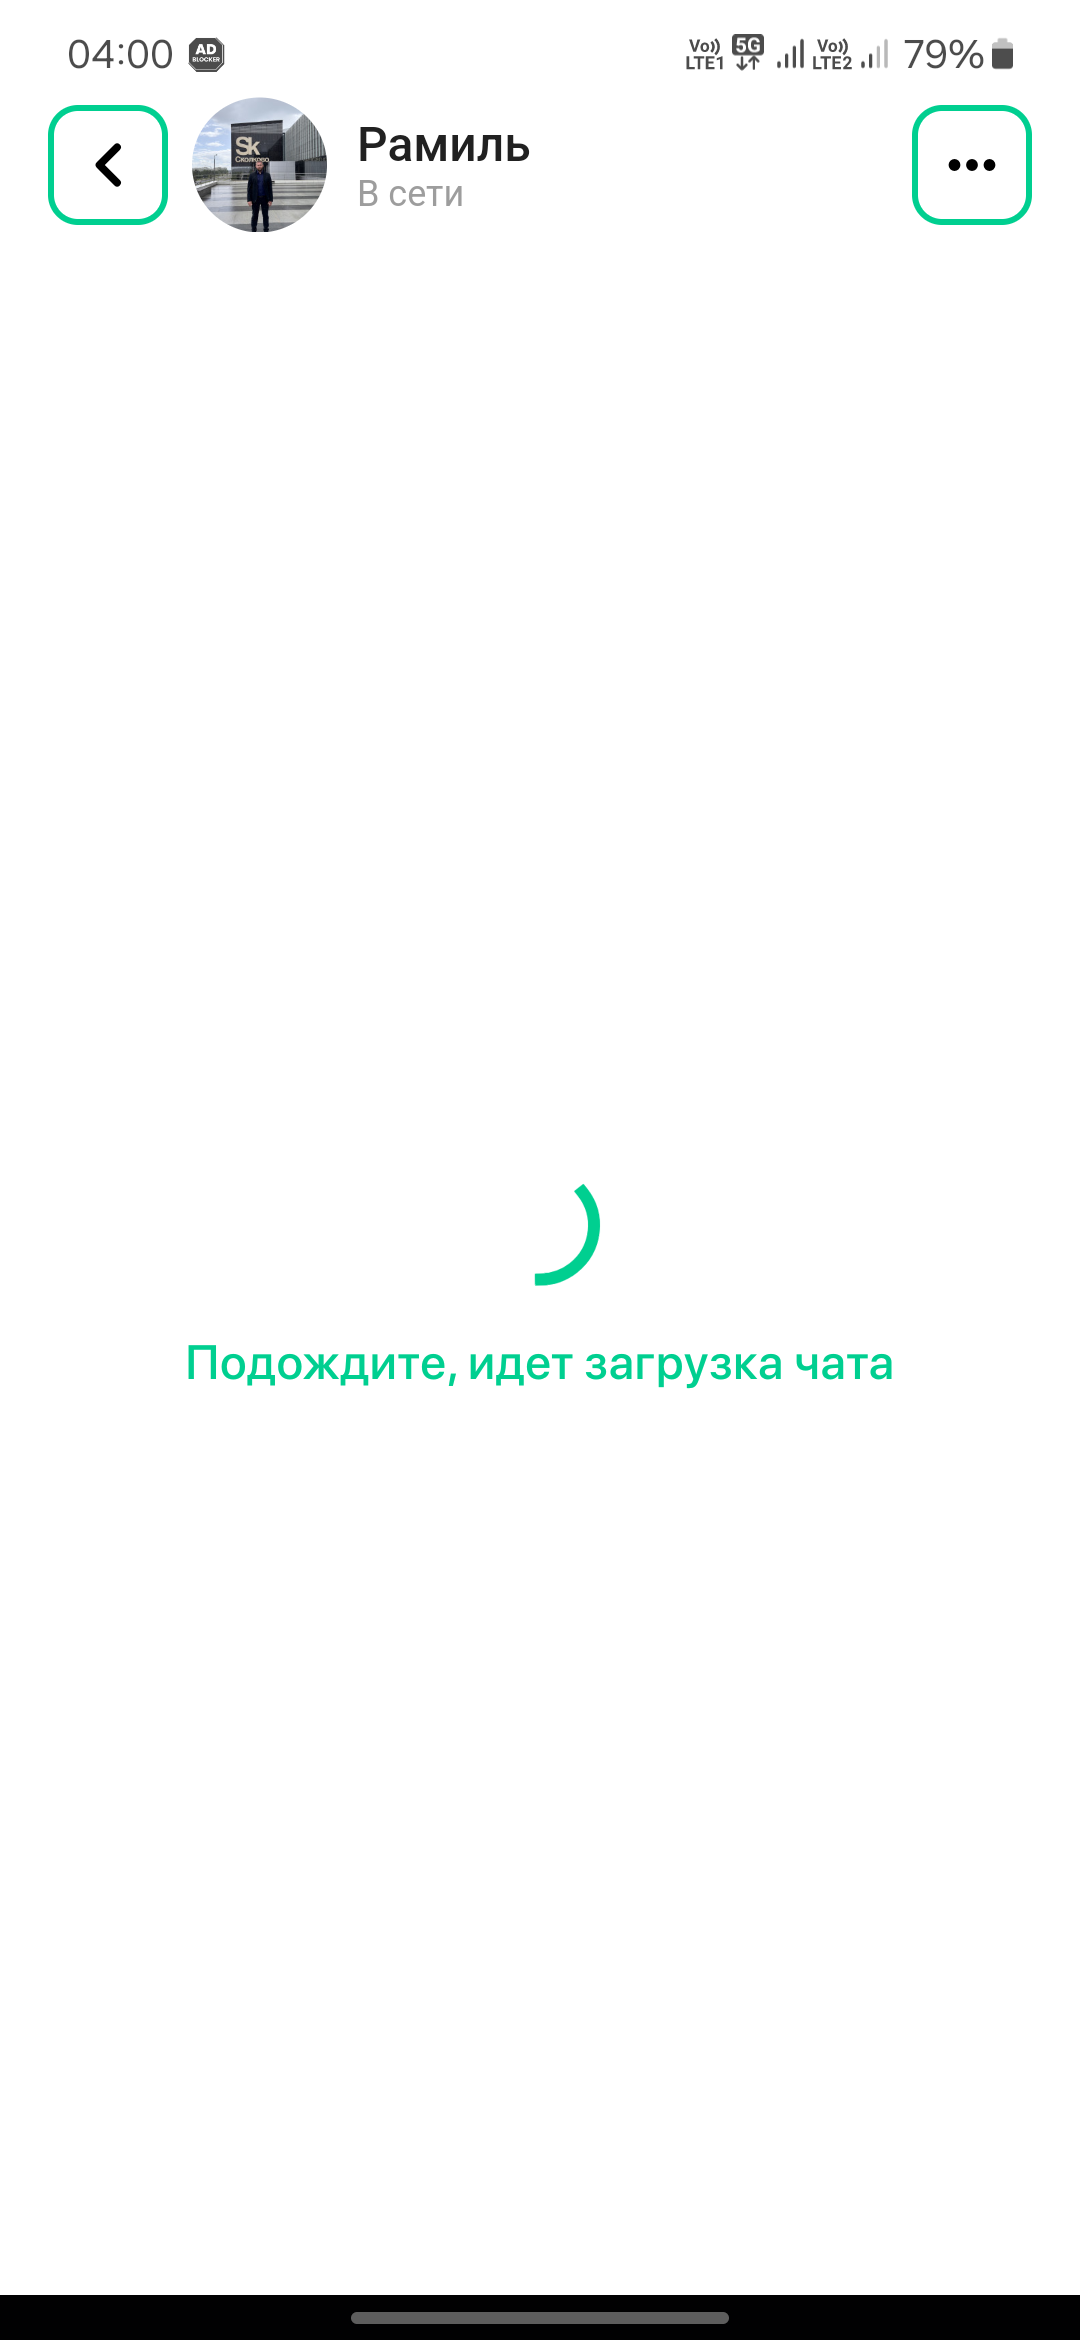 04:00 AD BLOCKER Vo)) LTE1 5G Vo)) LTE2 79%
Sk
Сколково
Рамиль
В сети
Подождите, идет загрузка чата